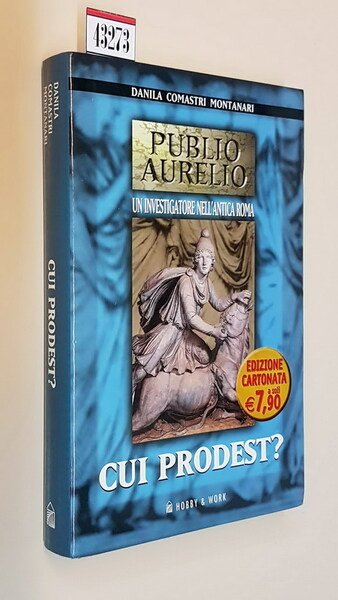 43273
DANILA COMASTRI MONTANARI
PUBLIO
AURELIO
UN INVESTIGATORE NELL'ANTICA ROMA
EDIZIONE
CARTONATA
a soli
€7,90
CUI PRODEST?
HOBBY & WORK
DANILA
COMASTRI
MONTANARI
CUI PRODEST?